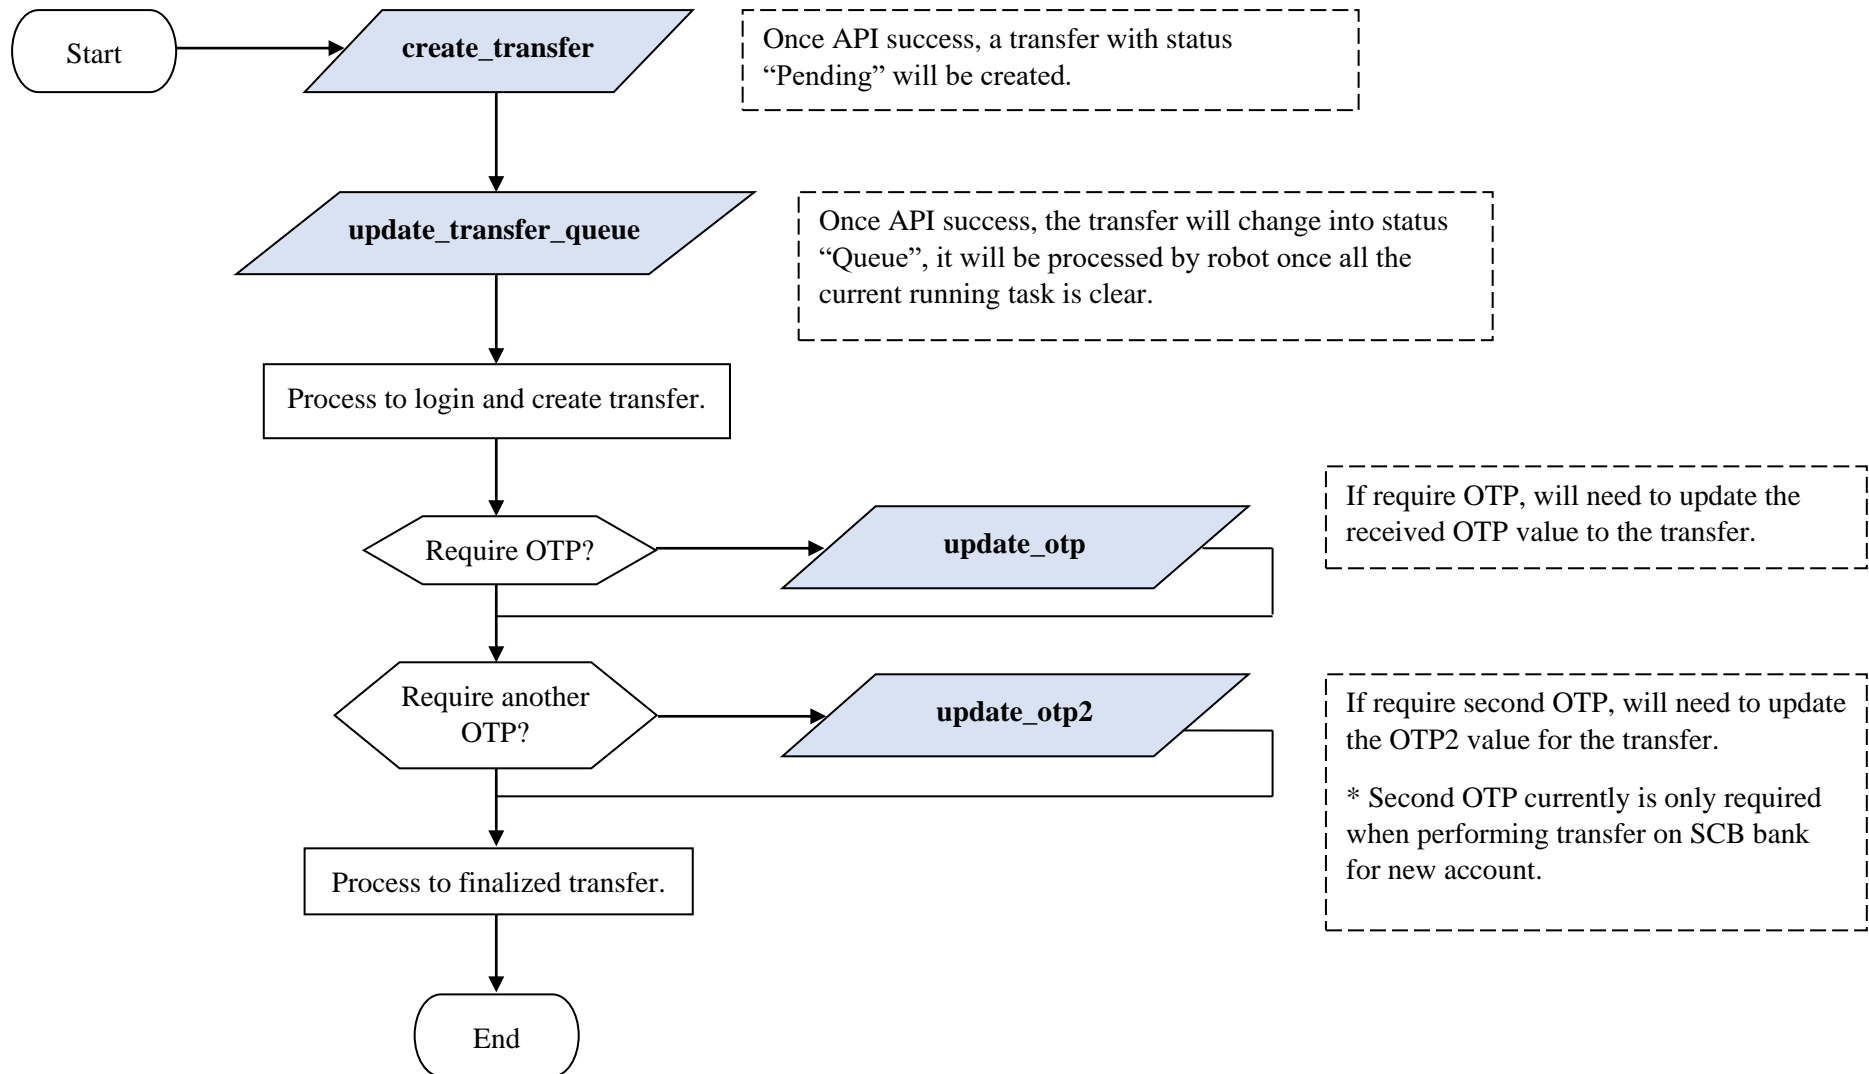 Start
create_transfer
Once API success, a transfer with status
“Pending” will be created.
update_transfer_queue
Once API success, the transfer will change into status
“Queue”, it will be processed by robot once all the
current running task is clear.
Process to login and create transfer.
Require OTP?
update_otp
If require OTP, will need to update the
received OTP value to the transfer.
Require another
OTP?
update_otp2
If require second OTP, will need to update
the OTP2 value for the transfer.
* Second OTP currently is only required
when performing transfer on SCB bank
for new account.
Process to finalized transfer.
End